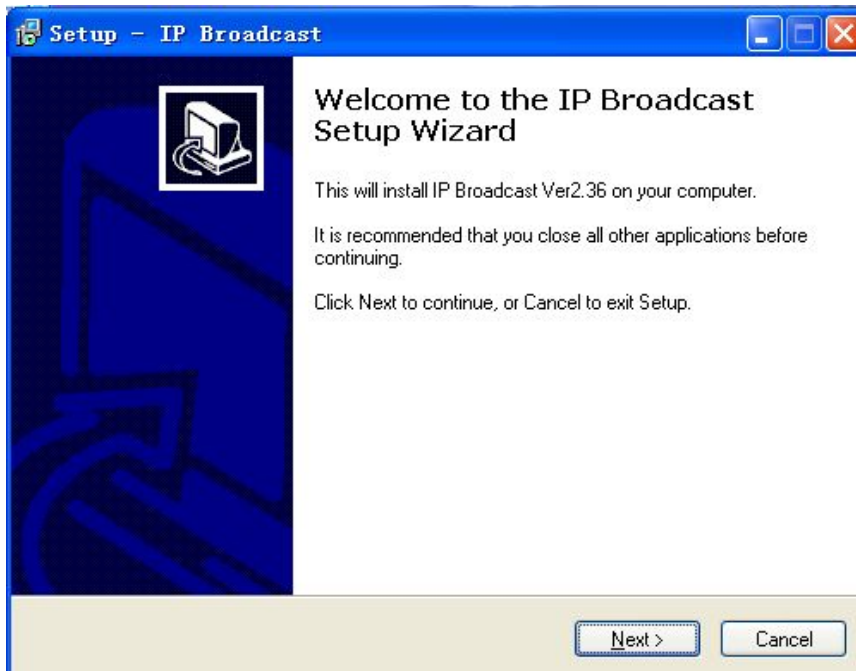 Setup - IP Broadcast
Welcome to the IP Broadcast
Setup Wizard
This will install IP Broadcast Ver2.36 on your computer.
It is recommended that you close all other applications before
continuing.
Click Next to continue, or Cancel to exit Setup.
Next >
Cancel